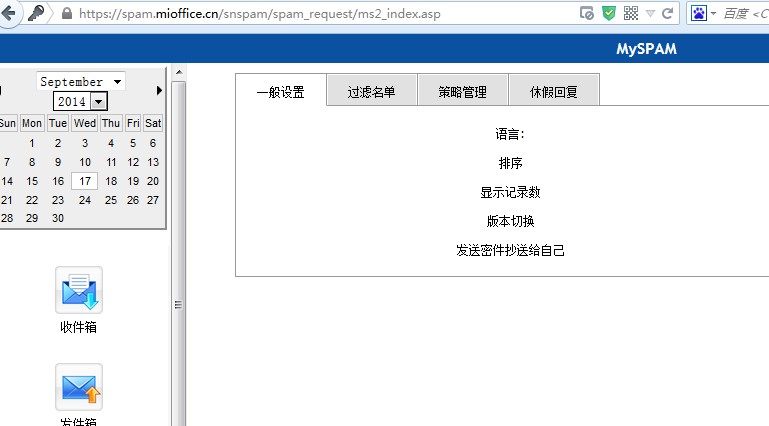 https://spam.mioffice.cn/snspam/spam_request/ms2_index.asp
百度 <C
MySPAM
September
2014
Sun Mon Tue Wed Thu Fri Sat
1 2 3 4 5 6
7 8 9 10 11 12 13
14 15 16 17 18 19 20
21 22 23 24 25 26 27
28 29 30
收件箱
发件箱
一般设置 过滤名单 策略管理 休假回复
语言：
排序
显示记录数
版本切换
发送密件抄送给自己